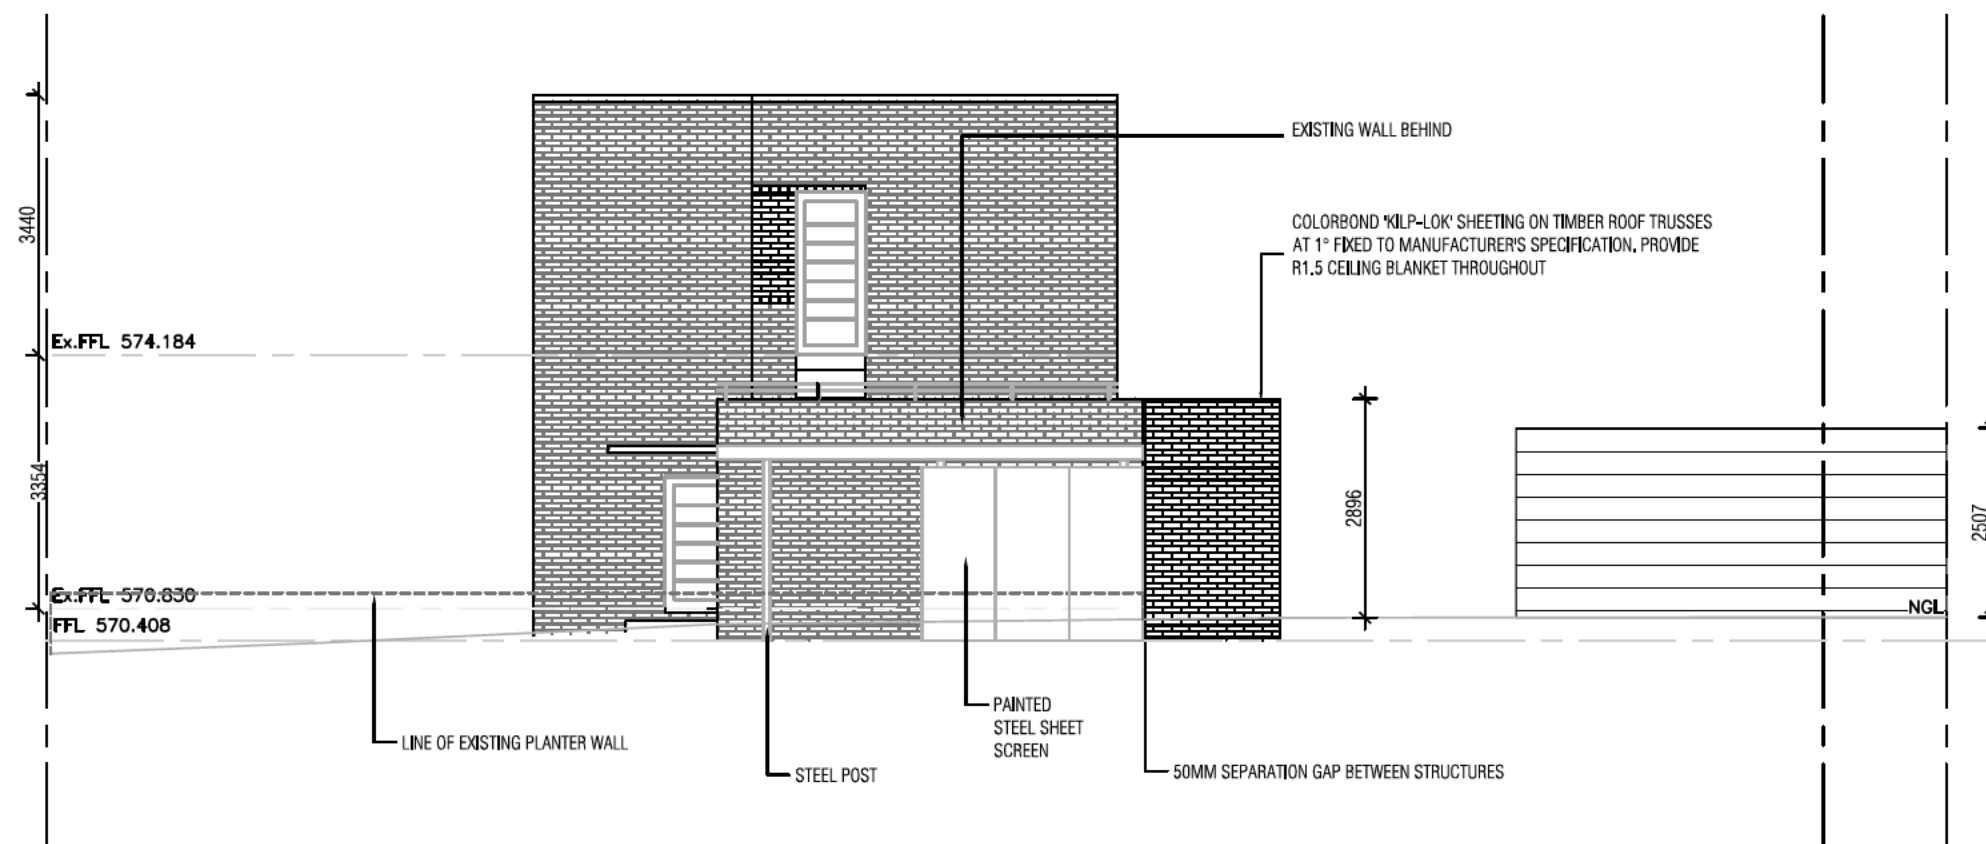 EXISTING WALL BEHIND
COLORBOND 'KILP-LOK' SHEETING ON TIMBER ROOF TRUSSES
AT 1° FIXED TO MANUFACTURER'S SPECIFICATION. PROVIDE
R1.5 CEILING BLANKET THROUGHOUT
3440
Ex.FFL 574.184
3354
2896
2507
Ex.FFL 570.830
FFL 570.408
NGL
PAINTED
STEEL SHEET
SCREEN
LINE OF EXISTING PLANTER WALL
STEEL POST
50MM SEPARATION GAP BETWEEN STRUCTURES